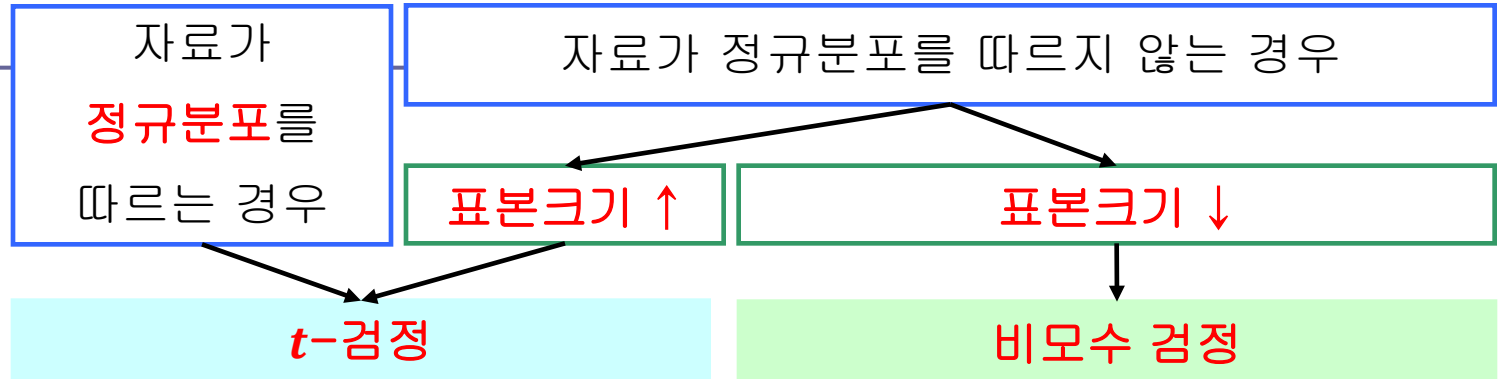 자료가
정규분포를
따르는 경우
자료가 정규분포를 따르지 않는 경우
표본크기 ↑
표본크기 ↓
t-검정
비모수 검정